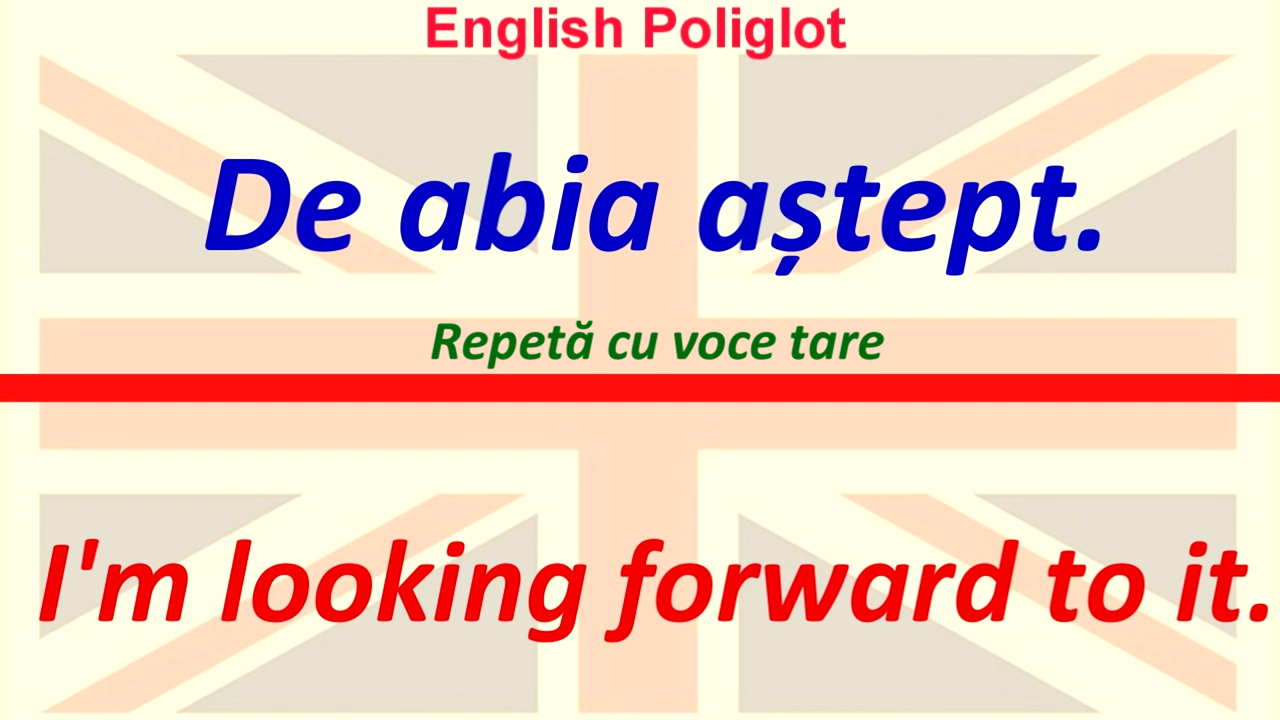 English Poliglot
De abia aștept.
Repetă cu voce tare
I'm looking forward to it.